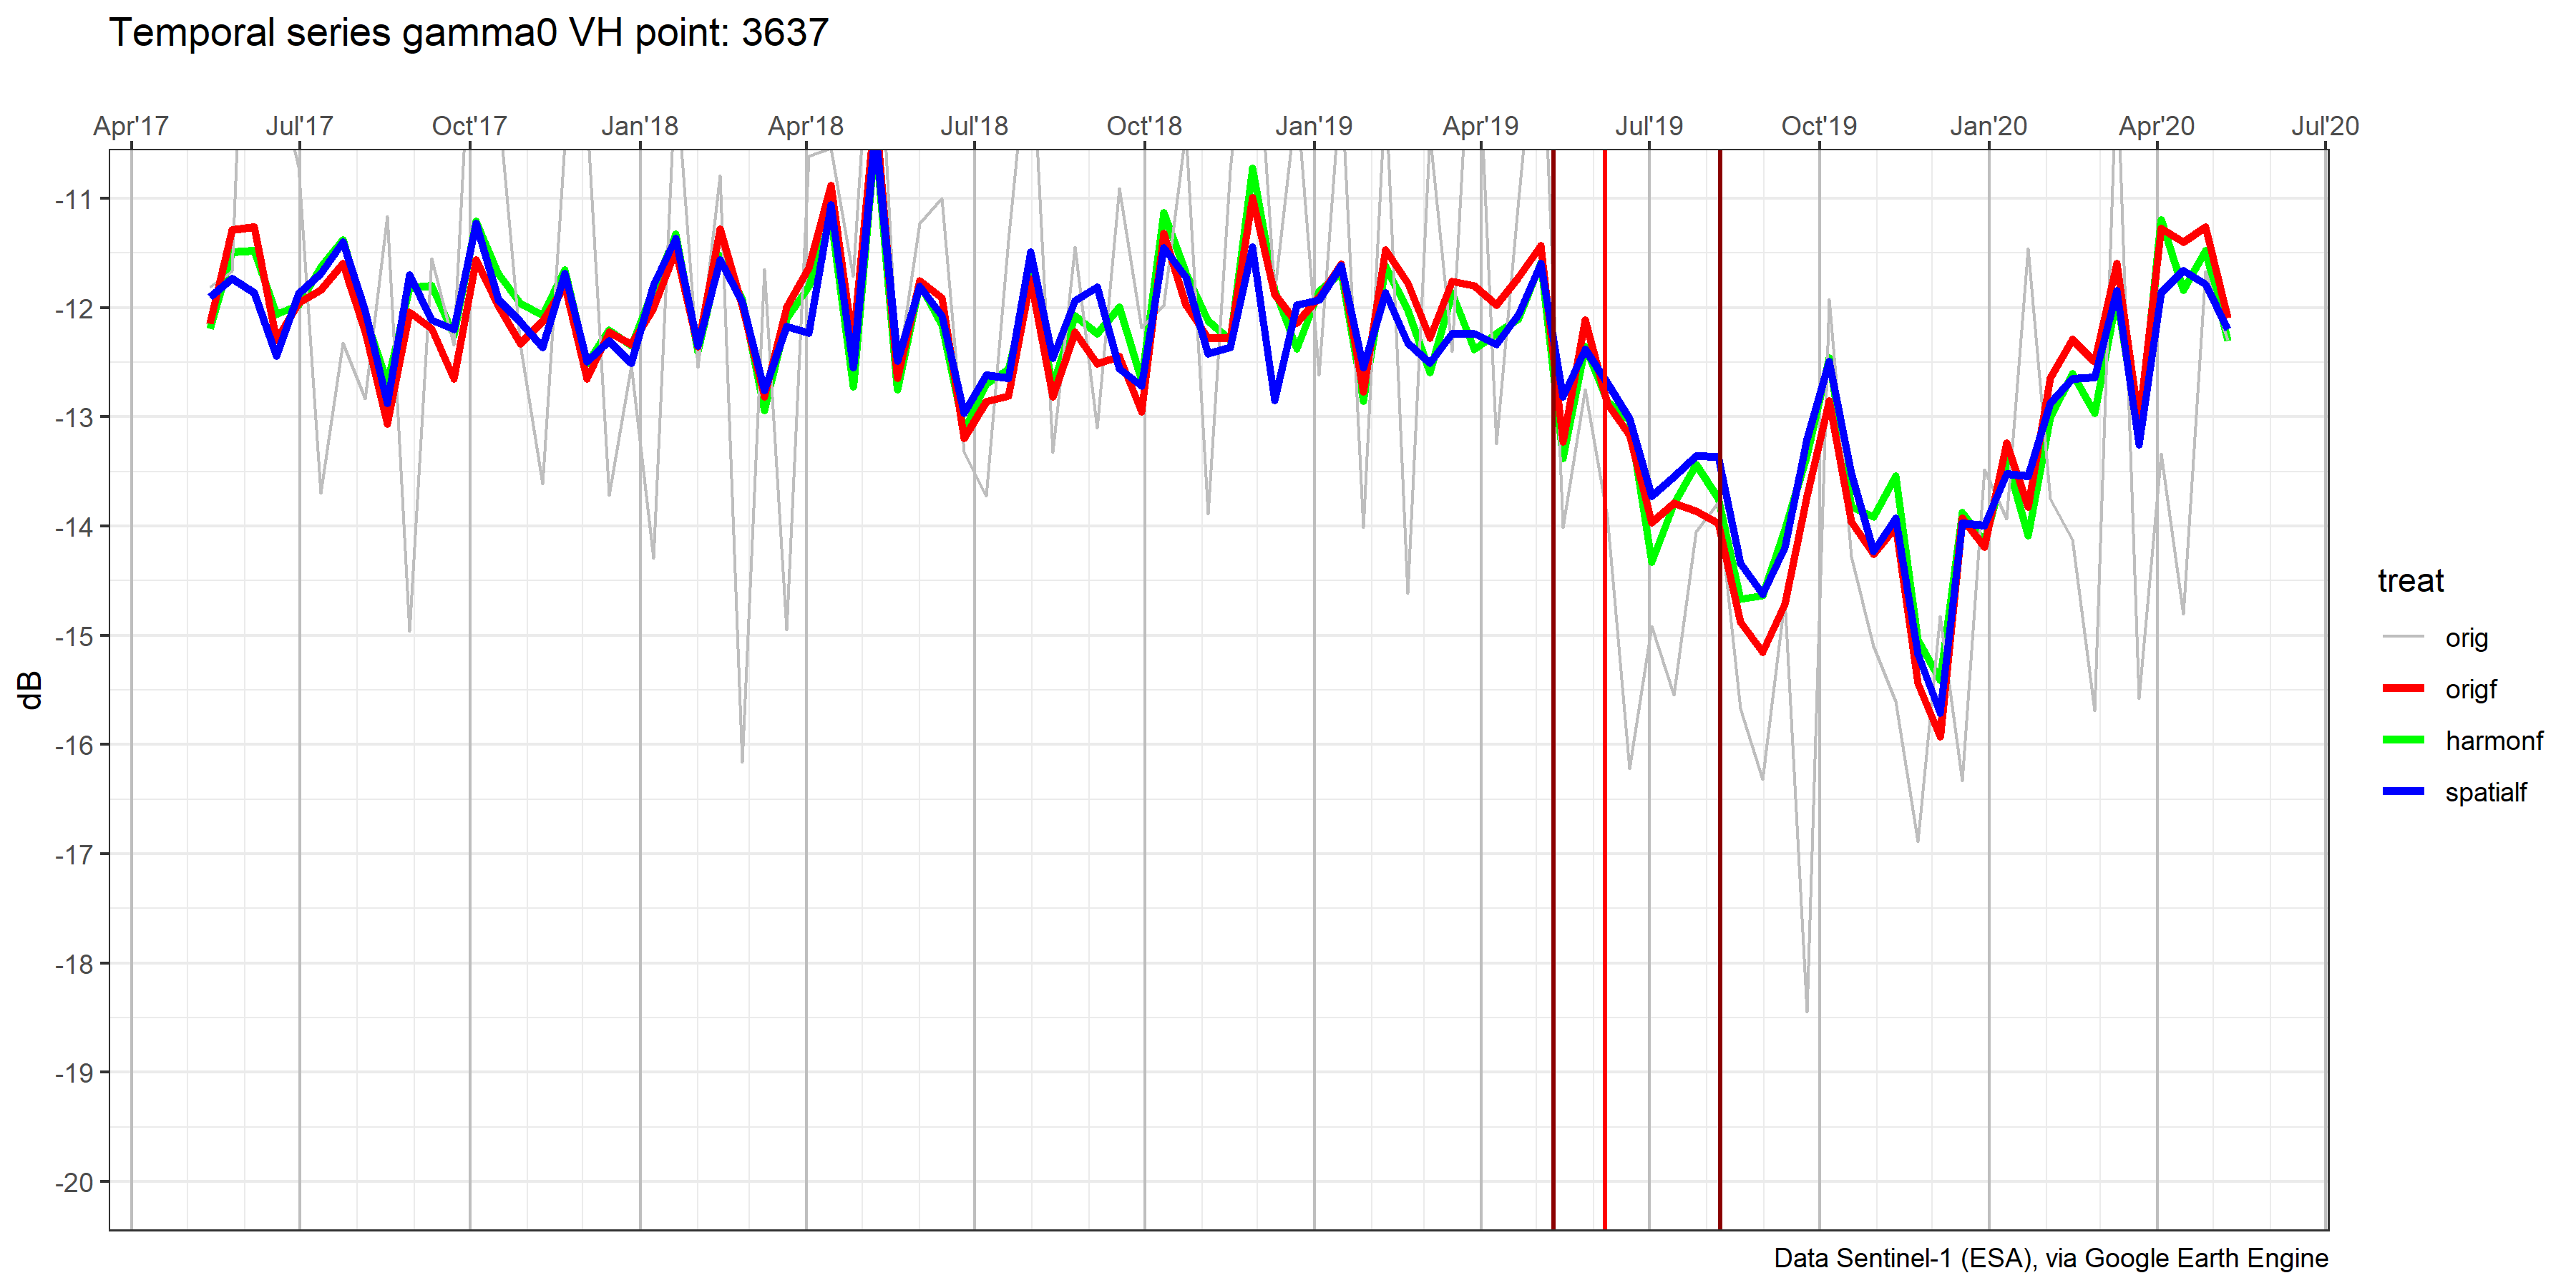 Temporal series gamma0 VH point: 3637
Apr'17 Jul'17 Oct'17 Jan'18 Apr'18 Jul'18 Oct'18 Jan'19 Apr'19 Jul'19 Oct'19 Jan'20 Apr'20 Jul'20
-11
-12
-13
-14
-15
-16
-17
-18
-19
-20
dB
treat
orig
origf
harmonf
spatialf
Data Sentinel-1 (ESA), via Google Earth Engine